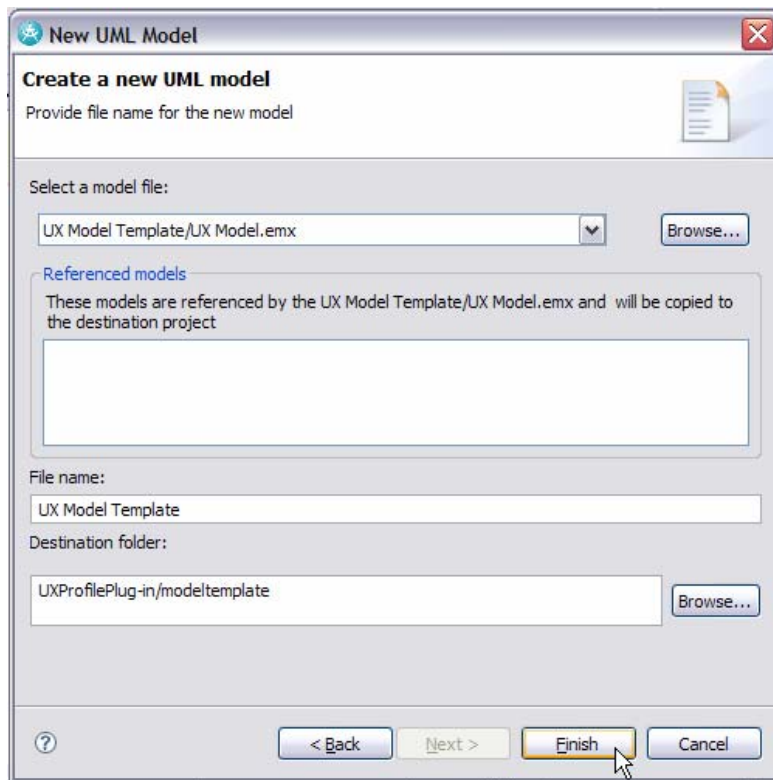 New UML Model
Create a new UML model
Provide file name for the new model
Select a model file:
UX Model Template/UX Model.emx
Browse...
Referenced models
These models are referenced by the UX Model Template/UX Model.emx and will be copied to
the destination project
File name:
UX Model Template
Destination folder:
UXProfilePlug-in/modeltemplate
Browse...
? < Back Next > Finish Cancel